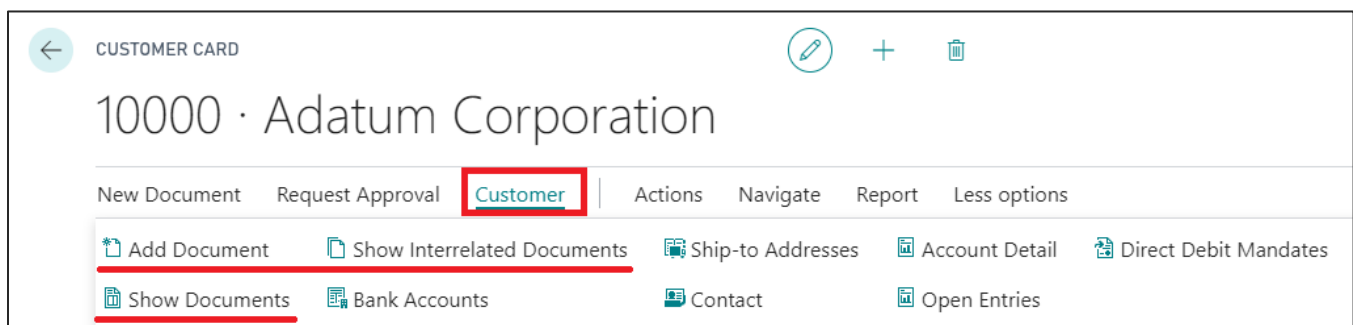 CUSTOMER CARD
10000 · Adatum Corporation
New Document Request Approval Customer Actions Navigate Report Less options
Add Document Show Interrelated Documents Ship-to Addresses Account Detail Direct Debit Mandates
Show Documents Bank Accounts Contact Open Entries